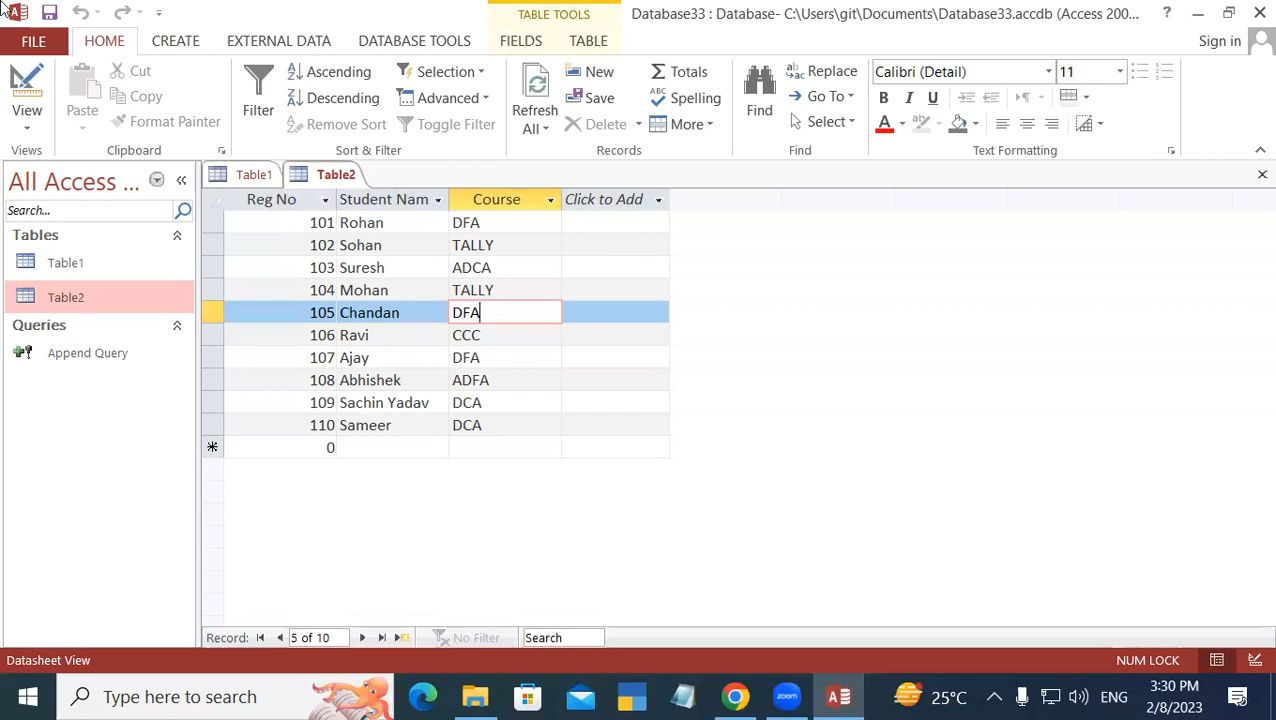 TABLE TOOLS
Database33 : Database- C:\Users\git\Documents\Database33.accdb (Access 200...
?
FILE HOME CREATE EXTERNAL DATA DATABASE TOOLS FIELDS TABLE Sign in
View
Views
Paste
Cut
Copy
Format Painter
Clipboard
Filter
Ascending
Descending
Remove Sort
Selection
Advanced
Toggle Filter
Sort & Filter
Refresh
All
New
Save
Delete
Totals
Spelling
More
Records
Find
Replace
Go To
Select
Find
Calibri (Detail) 11
B I U
A
Text Formatting
All Access ...
Search...
Tables
Table1
Table2
Queries
Append Query
Table1 Table2
Reg No Student Nam Course Click to Add
101 Rohan DFA
102 Sohan TALLY
103 Suresh ADCA
104 Mohan TALLY
105 Chandan DFA
106 Ravi CCC
107 Ajay DFA
108 Abhishek ADFA
109 Sachin Yadav DCA
110 Sameer DCA
0
Record: 5 of 10 No Filter Search
Datasheet View NUM LOCK
Type here to search
zoom
25°C
ENG
3:30 PM
2/8/2023